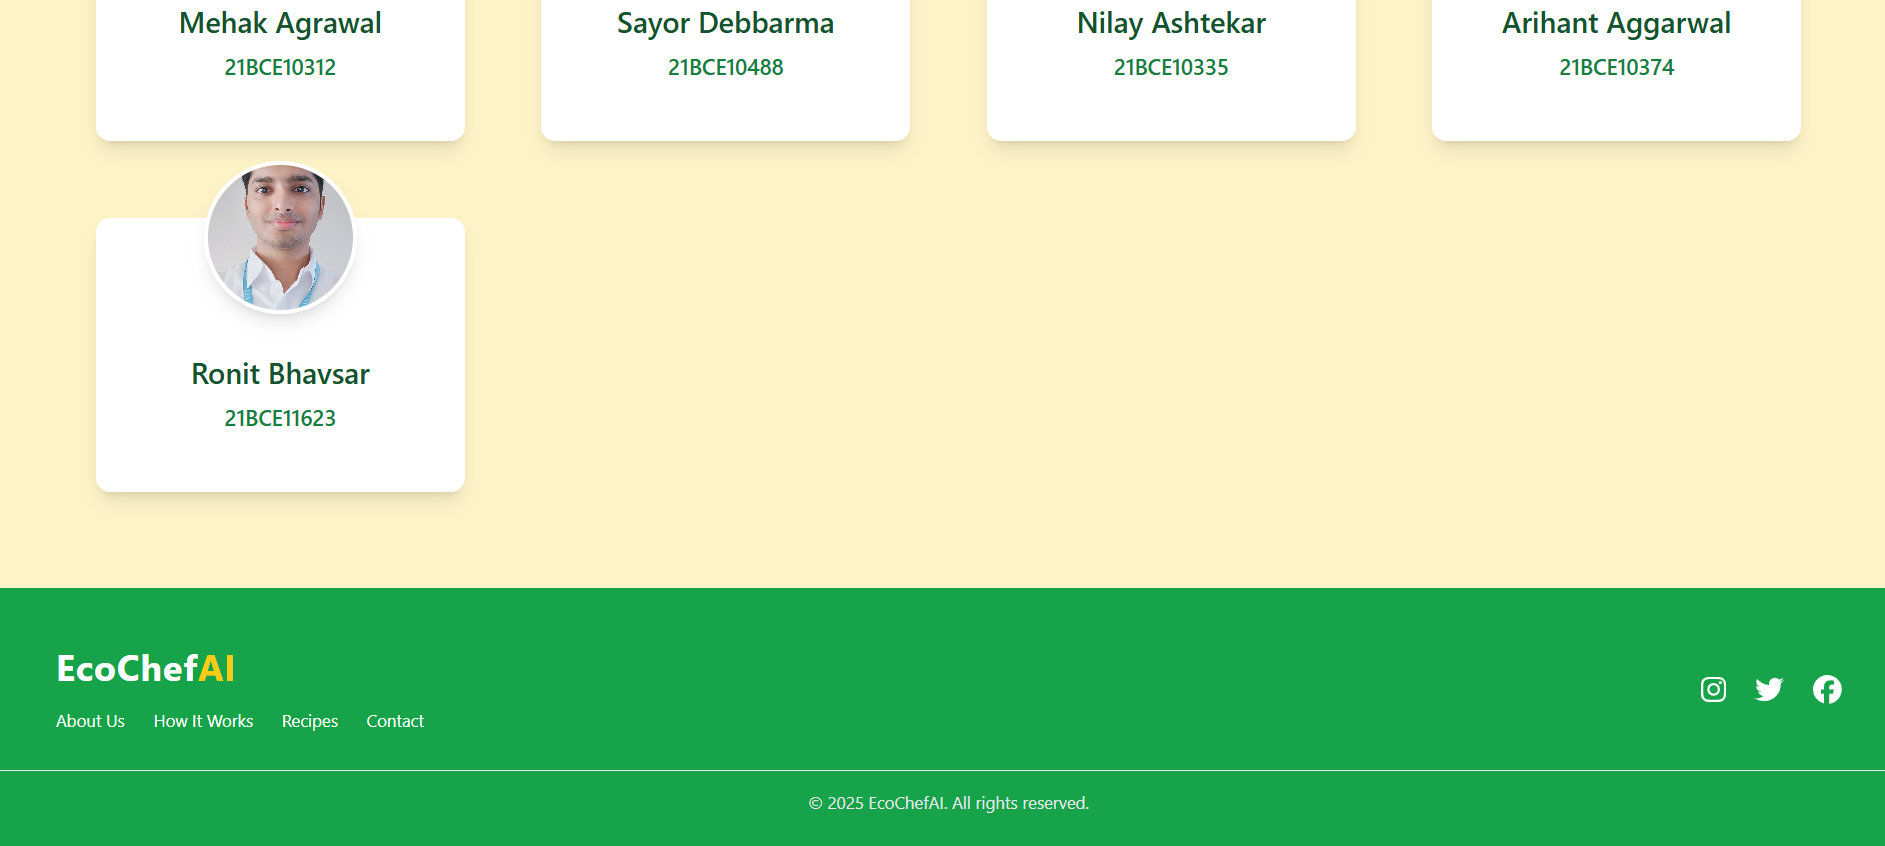 Mehak Agrawal
21BCE10312
Sayor Debbarma
21BCE10488
Nilay Ashtekar
21BCE10335
Arihant Aggarwal
21BCE10374
Ronit Bhavsar
21BCE11623
EcoChefAI
About Us
How It Works
Recipes
Contact
© 2025 EcoChefAI. All rights reserved.